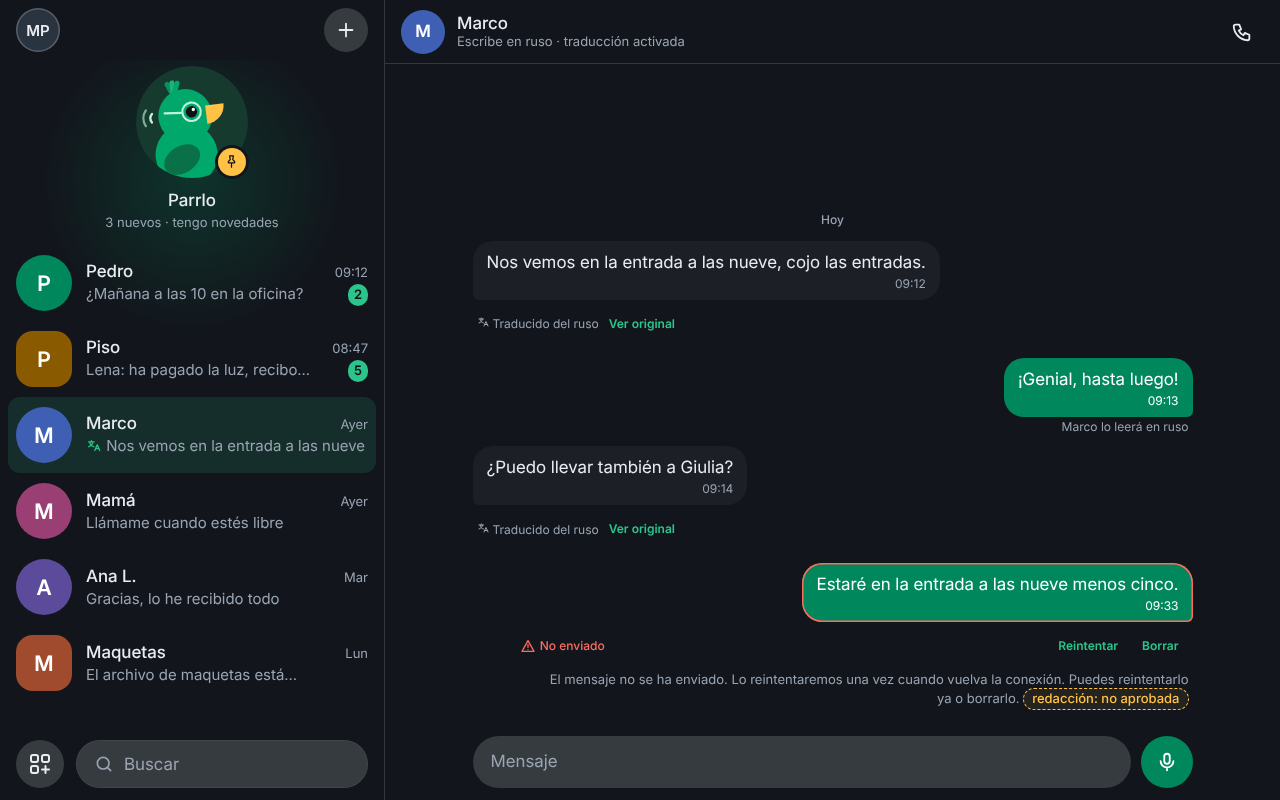 MP
Parrlo
3 nuevos · tengo novedades
P
Pedro
09:12
¿Mañana a las 10 en la oficina?
2
P
Piso
08:47
Lena: ha pagado la luz, recibo...
5
M
Marco
Ayer
Nos vemos en la entrada a las nueve
M
Mamá
Ayer
Llámame cuando estés libre
A
Ana L.
Mar
Gracias, lo he recibido todo
M
Maquetas
Lun
El archivo de maquetas está...
Buscar
M
Marco
Escribe en ruso · traducción activada
Hoy
Nos vemos en la entrada a las nueve, cojo las entradas.
09:12
Traducido del ruso Ver original
¡Genial, hasta luego!
09:13
Marco lo leerá en ruso
¿Puedo llevar también a Giulia?
09:14
Traducido del ruso Ver original
Estaré en la entrada a las nueve menos cinco.
09:33
No enviado
Reintentar Borrar
El mensaje no se ha enviado. Lo reintentaremos una vez cuando vuelva la conexión. Puedes reintentarlo
ya o borrarlo. redacción: no aprobada
Mensaje